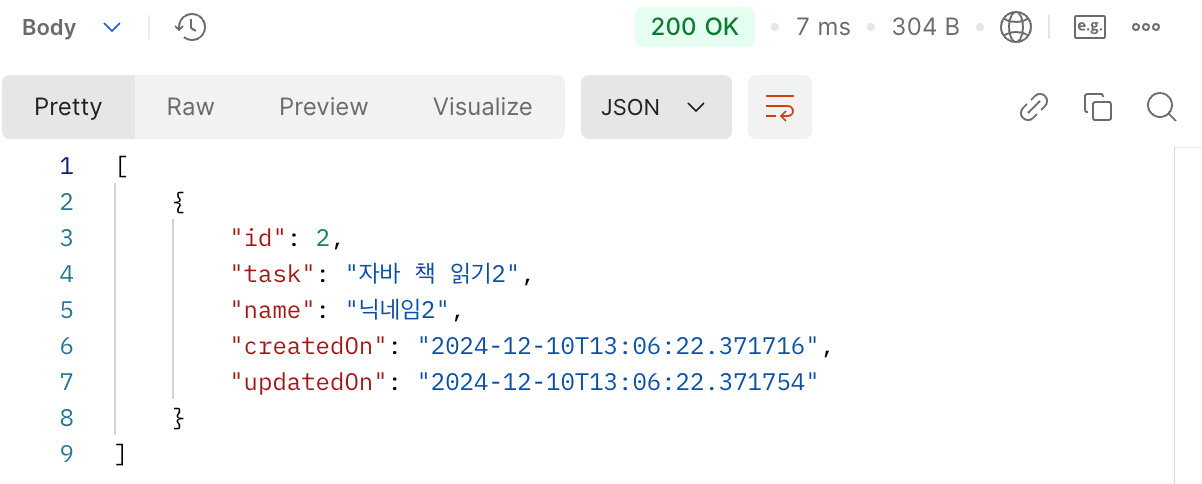 Body 200 OK 7 ms 304 B e.g.
Pretty Raw Preview Visualize JSON
1 [
2 {
3 "id": 2,
4 "task": "자바 책 읽기2",
5 "name": "닉네임2",
6 "createdOn": "2024-12-10T13:06:22.371716",
7 "updatedOn": "2024-12-10T13:06:22.371754"
8 }
9 ]